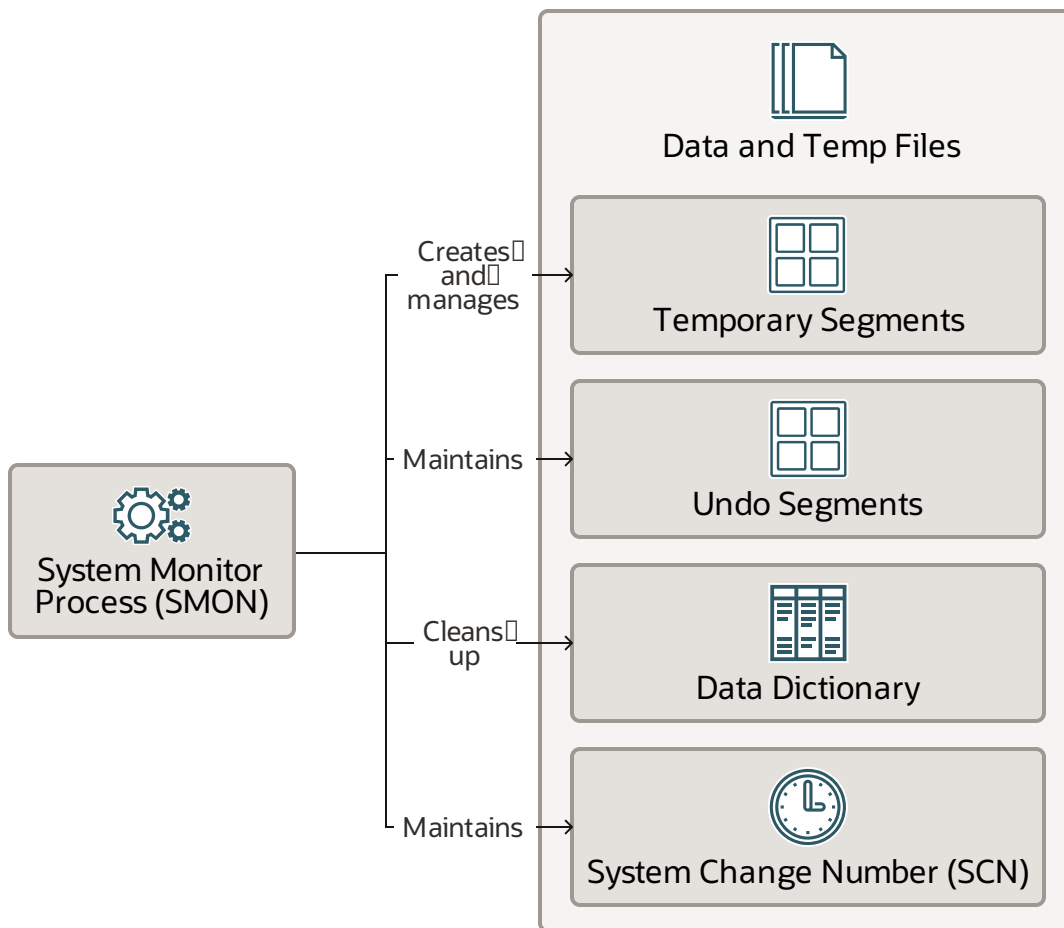 Data and Temp Files
Creates
and
manages
Temporary Segments
Maintains
Undo Segments
System Monitor
Process (SMON)
Cleans
up
Data Dictionary
Maintains
System Change Number (SCN)